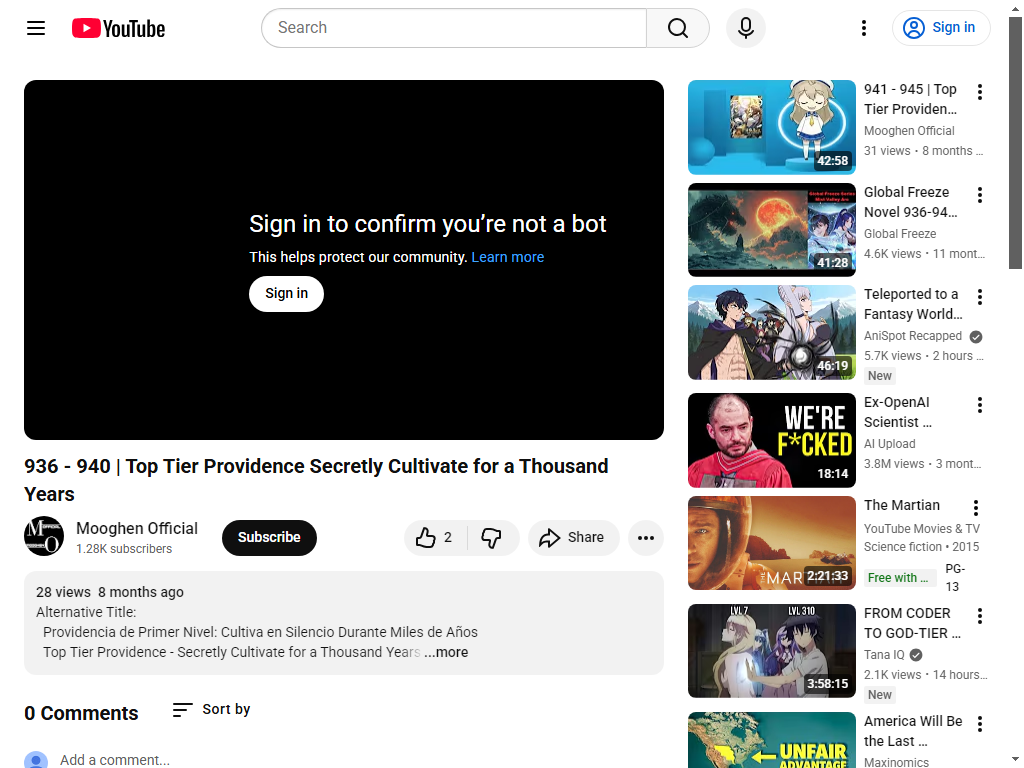 YouTube
Search
Sign in
Sign in to confirm you're not a bot
This helps protect our community. Learn more
Sign in
936 - 940 | Top Tier Providence Secretly Cultivate for a Thousand
Years
Mooghen Official
1.28K subscribers
Subscribe
2
Share
28 views  8 months ago
Alternative Title:
Providencia de Primer Nivel: Cultiva en Silencio Durante Miles de Años
Top Tier Providence - Secretly Cultivate for a Thousand Years ...more
0 Comments
Sort by
Add a comment...
42:58
941 - 945 | Top
Tier Providen...
Mooghen Official
31 views • 8 months ...
41:28
Global Freeze
Novel 936-94...
Global Freeze
4.6K views • 11 mont...
46:19
Teleported to a
Fantasy World...
AniSpot Recapped
5.7K views • 2 hours ...
New
WE'RE
F*CKED
18:14
Ex-OpenAI
Scientist ...
AI Upload
3.8M views • 3 mont...
THE MARTIAN
2:21:33
The Martian
YouTube Movies & TV
Science fiction • 2015
Free with ...
PG-
13
LVL 7
LVL 310
3:58:15
FROM CODER
TO GOD-TIER ...
Tana IQ
2.1K views • 14 hours...
New
UNFAIR
ADVANTAGE
America Will Be
the Last ...
Maxinomics